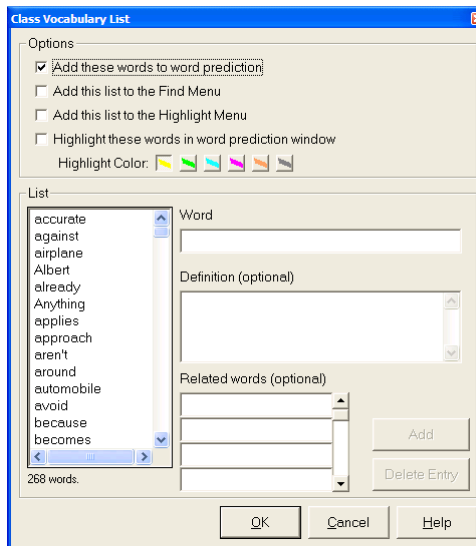 Class Vocabulary List
Options
Add these words to word prediction
Add this list to the Find Menu
Add this list to the Highlight Menu
Highlight these words in word prediction window
Highlight Color:
List
accurate
against
airplane
Albert
already
Anything
applies
approach
aren't
around
automobile
avoid
because
becomes
268 words.
Word
Definition (optional)
Related words (optional)
Add
Delete Entry
OK
Cancel
Help